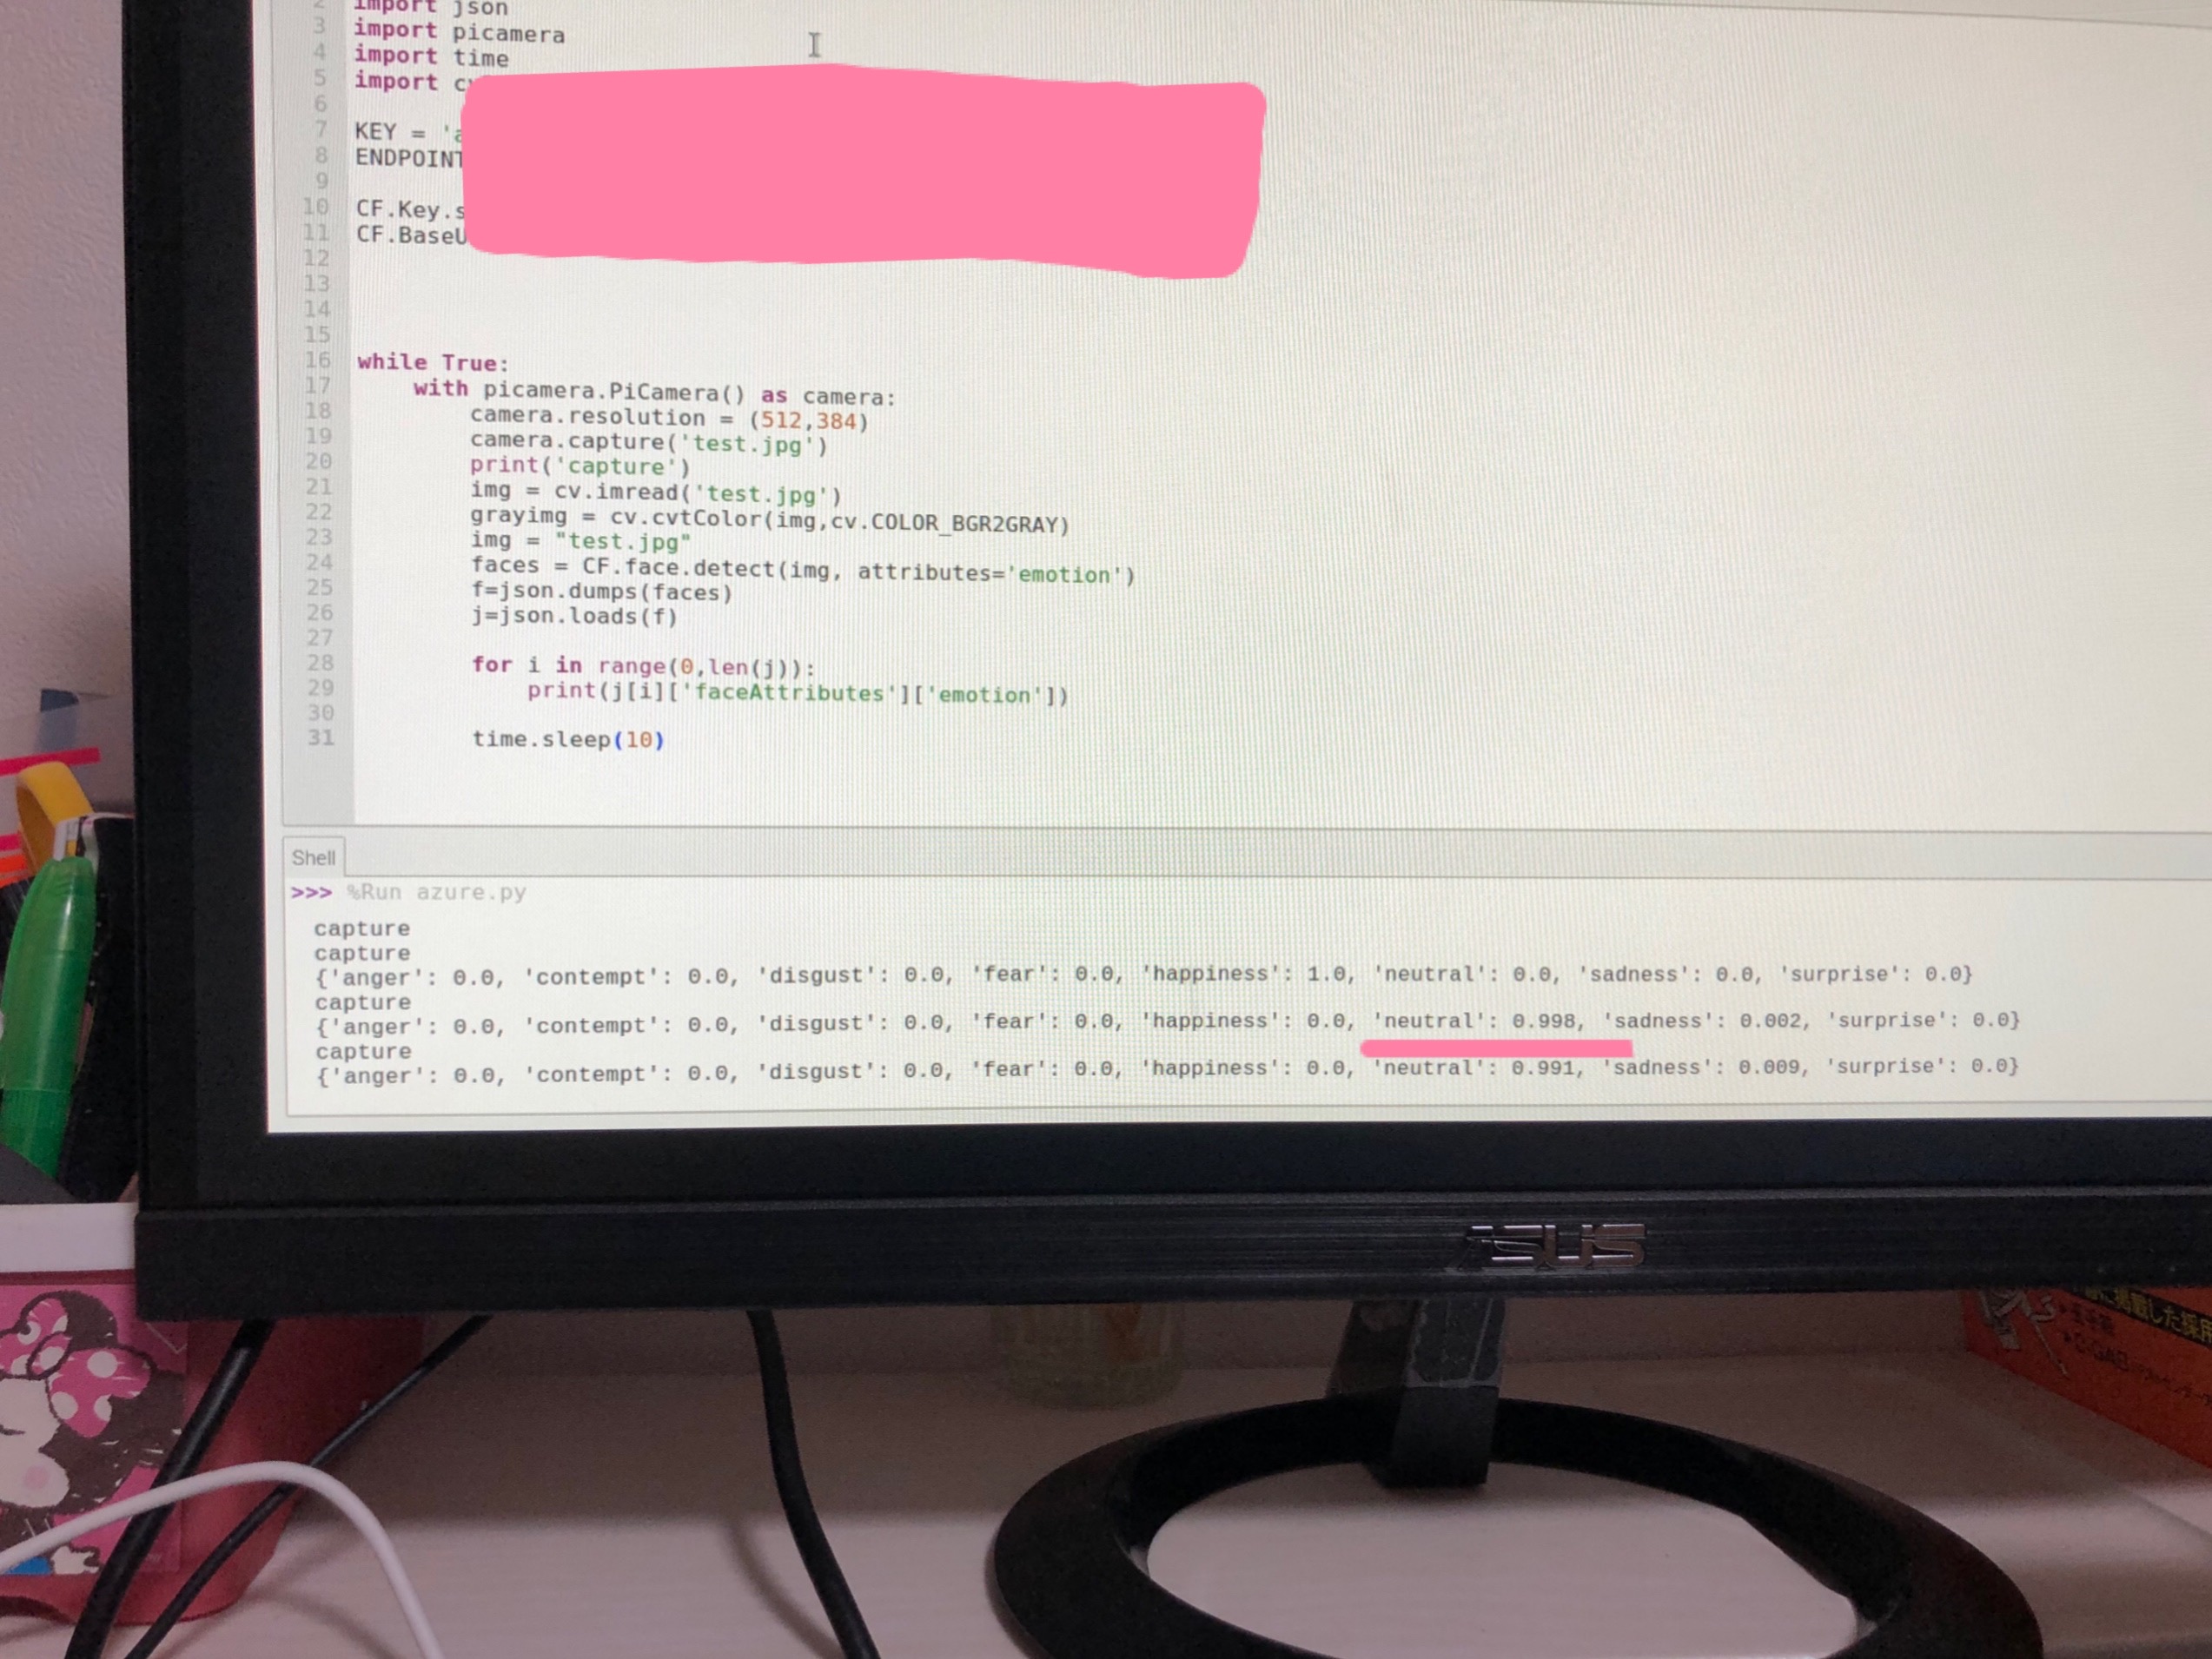 2 import json
3 import picamera
4 import time
5 import cv
6
7 KEY = 'a
8 ENDPOINT
9
10 CF.Key.s
11 CF.BaseU
12
13
14
15
16 while True:
17 with picamera.PiCamera() as camera:
18 camera.resolution = (512,384)
19 camera.capture('test.jpg')
20 print('capture')
21 img = cv.imread('test.jpg')
22 grayimg = cv.cvtColor(img,cv.COLOR_BGR2GRAY)
23 img = "test.jpg"
24 faces = CF.face.detect(img, attributes='emotion')
25 f=json.dumps(faces)
26 j=json.loads(f)
27
28 for i in range(0,len(j)):
29 print(j[i]['faceAttributes']['emotion'])
30
31 time.sleep(10)
Shell
>>> %Run azure.py
capture
capture
{'anger': 0.0, 'contempt': 0.0, 'disgust': 0.0, 'fear': 0.0, 'happiness': 1.0, 'neutral': 0.0, 'sadness': 0.0, 'surprise': 0.0}
capture
{'anger': 0.0, 'contempt': 0.0, 'disgust': 0.0, 'fear': 0.0, 'happiness': 0.0, 'neutral': 0.998, 'sadness': 0.002, 'surprise': 0.0}
capture
{'anger': 0.0, 'contempt': 0.0, 'disgust': 0.0, 'fear': 0.0, 'happiness': 0.0, 'neutral': 0.991, 'sadness': 0.009, 'surprise': 0.0}
ASUS
に掲載した採用